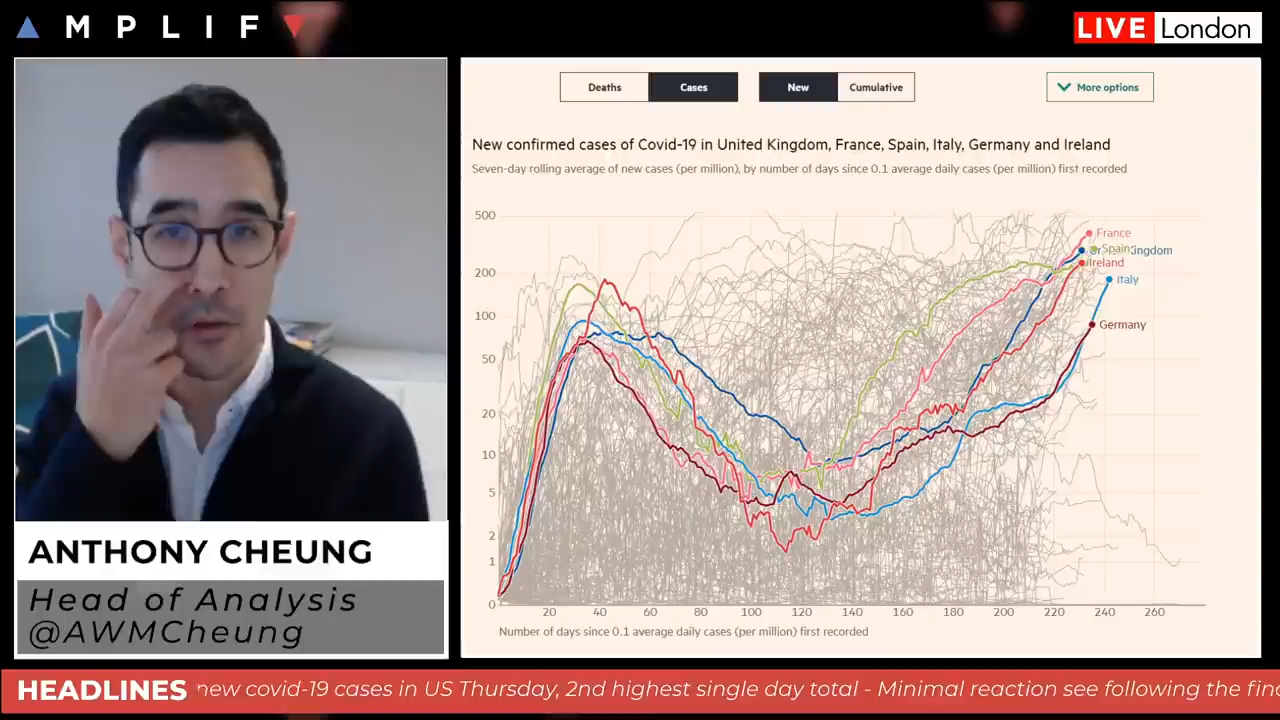 MPLIF
LIVE London
Deaths
Cases
New
Cumulative
More options
New confirmed cases of Covid-19 in United Kingdom, France, Spain, Italy, Germany and Ireland
Seven-day rolling average of new cases (per million), by number of days since 0.1 average daily cases (per million) first recorded
500
200
100
50
20
10
5
2
1
0
France
Spain
ingdom
Ireland
Italy
Germany
20 40 60 80 100 120 140 160 180 200 220 240 260
Number of days since 0.1 average daily cases (per million) first recorded
ANTHONY CHEUNG
Head of Analysis
@AWMCheung
HEADLINES new covid-19 cases in US Thursday, 2nd highest single day total - Minimal reaction see following the fin